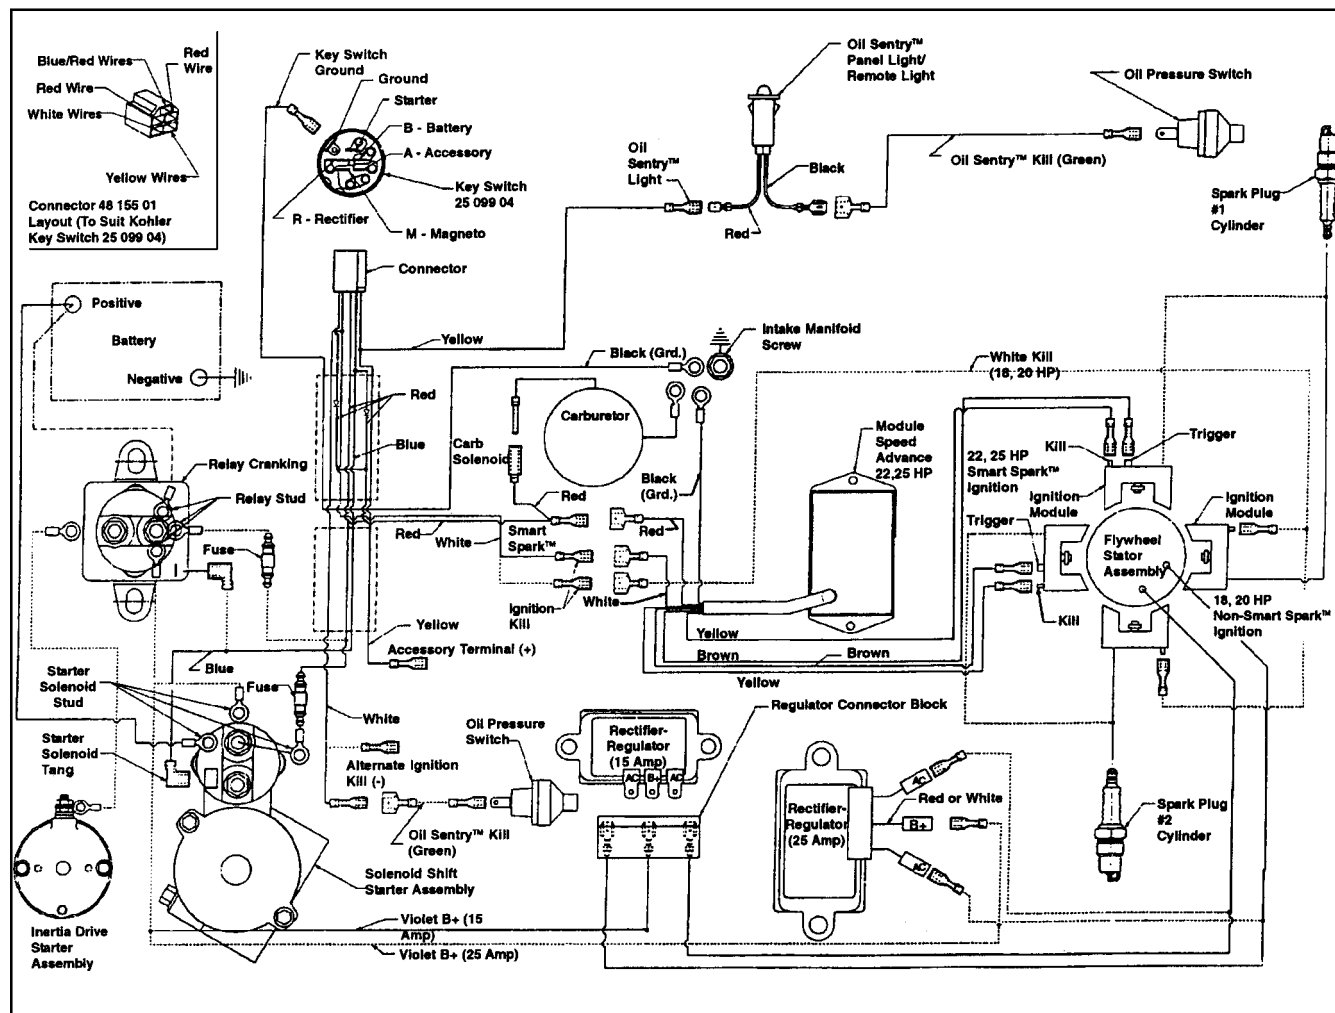 Blue/Red Wires
Red
Wire
Red Wire
White Wires
Yellow Wires
Connector 48 155 01
Layout (To Suit Kohler
Key Switch 25 099 04)
Key Switch
Ground
Ground
Starter
B - Battery
A - Accessory
Key Switch
25 099 04
R - Rectifier
M - Magneto
Connector
Oil
Sentry™
Light
Oil Sentry™
Panel Light/
Remote Light
Black
Red
Oil Pressure Switch
Oil Sentry™ Kill (Green)
Spark Plug
#1
Cylinder
Positive
Battery
Negative
Yellow
Black (Grd.)
Intake Manifold
Screw
White Kill
(18, 20 HP)
Red
Blue
Carb
Solenoid
Carburetor
Module
Speed
Advance
22,25 HP
Black
(Grd.)
Kill
Trigger
22, 25 HP
Smart Spark™
Ignition
Ignition
Module
Ignition
Module
Trigger
Flywheel
Stator
Assembly
Kill
18, 20 HP
Non-Smart Spark™
Ignition
Relay Cranking
Relay Stud
Fuse
Red
Red
White
Smart
Spark™
Red
Ignition
Kill
White
Yellow
Brown
Brown
Yellow
Yellow
Accessory Terminal (+)
Blue
Starter
Solenoid
Stud
Fuse
White
Starter
Solenoid
Tang
Alternate Ignition
Kill (-)
Oil Pressure
Switch
Oil Sentry™ Kill
(Green)
Rectifier-
Regulator
(15 Amp)
AC B+ AC
Regulator Connector Block
Rectifier-
Regulator
(25 Amp)
AC
Red or White
B+
AC
Spark Plug
#2
Cylinder
Solenoid Shift
Starter Assembly
Inertia Drive
Starter
Assembly
Violet B+ (15
Amp)
Violet B+ (25 Amp)